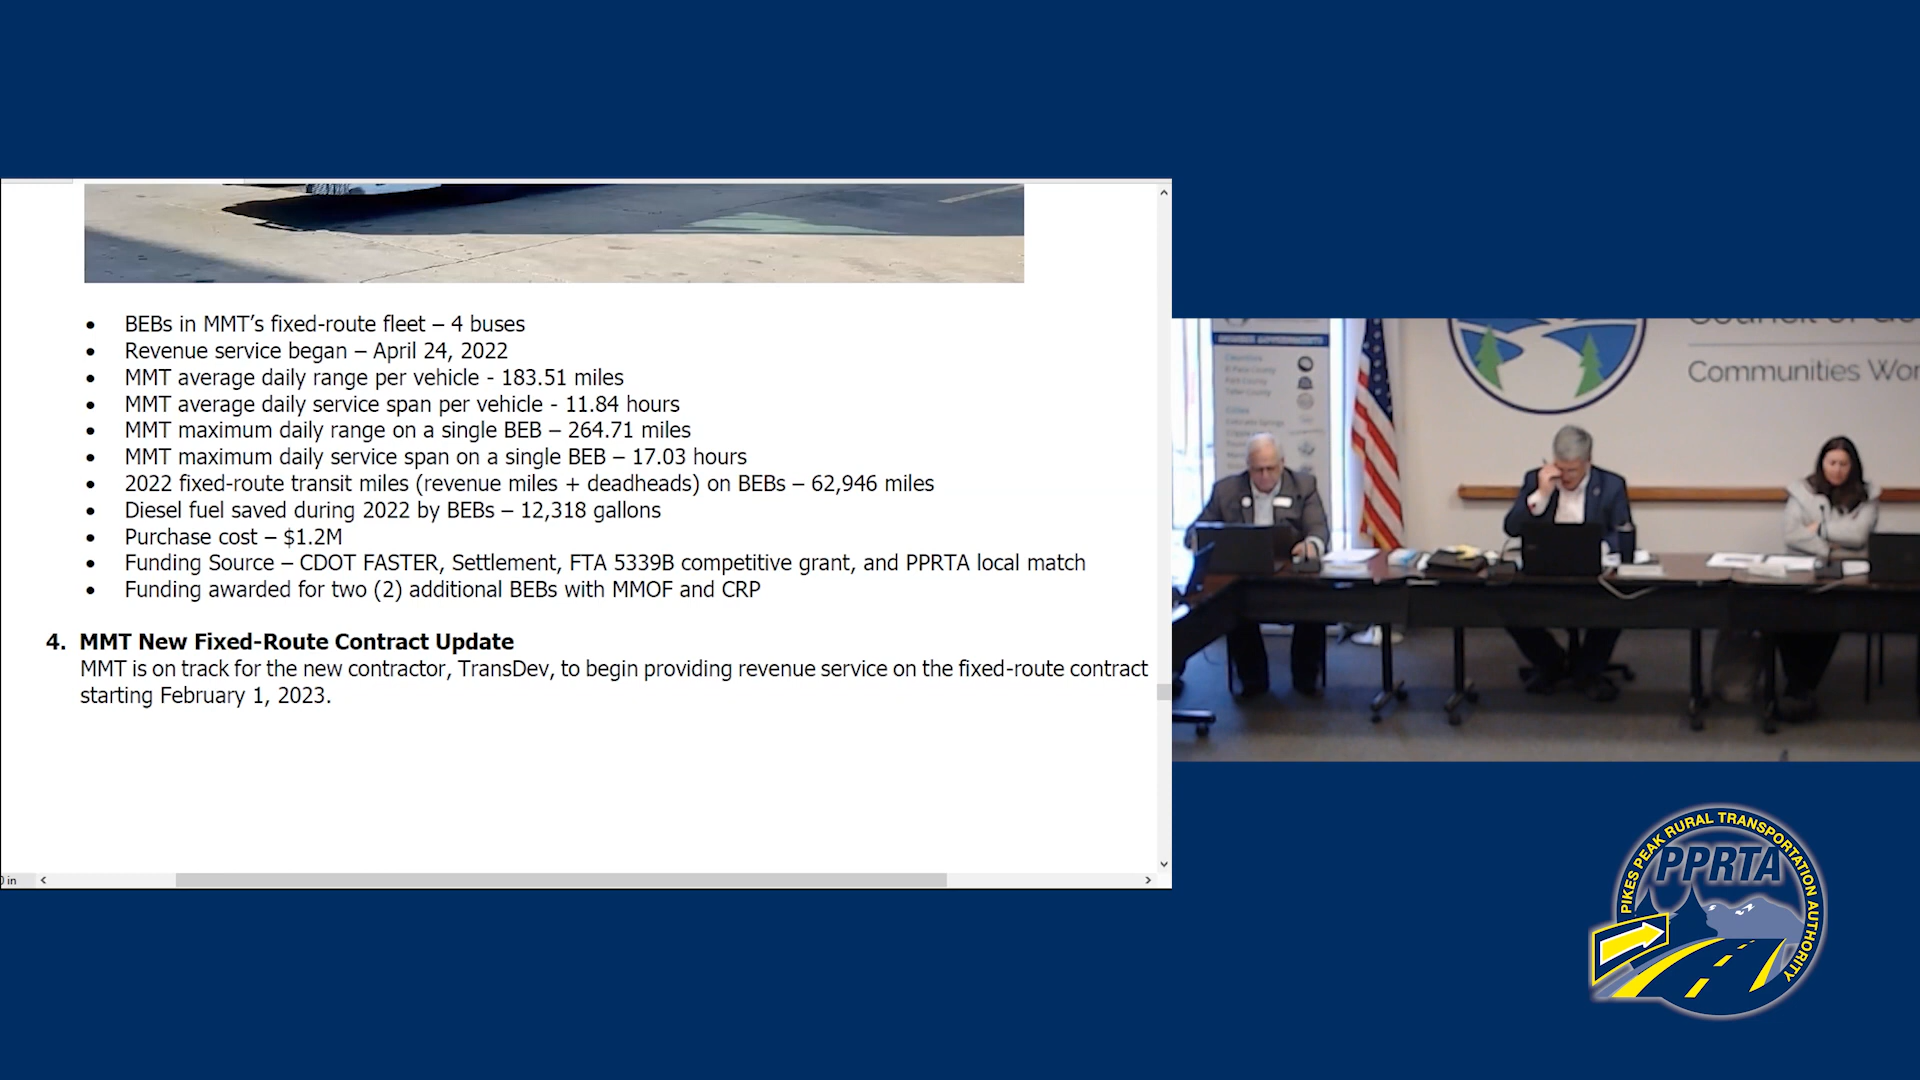 • BEBs in MMT's fixed-route fleet – 4 buses
• Revenue service began – April 24, 2022
• MMT average daily range per vehicle - 183.51 miles
• MMT average daily service span per vehicle - 11.84 hours
• MMT maximum daily range on a single BEB – 264.71 miles
• MMT maximum daily service span on a single BEB – 17.03 hours
• 2022 fixed-route transit miles (revenue miles + deadheads) on BEBs – 62,946 miles
• Diesel fuel saved during 2022 by BEBs – 12,318 gallons
• Purchase cost – $1.2M
• Funding Source – CDOT FASTER, Settlement, FTA 5339B competitive grant, and PPRTA local match
• Funding awarded for two (2) additional BEBs with MMOF and CRP
4. MMT New Fixed-Route Contract Update
MMT is on track for the new contractor, TransDev, to begin providing revenue service on the fixed-route contract
starting February 1, 2023.
in
Communities
PIKES PEAK RURAL TRANSPORTATION AUTHORITY
PPRTA